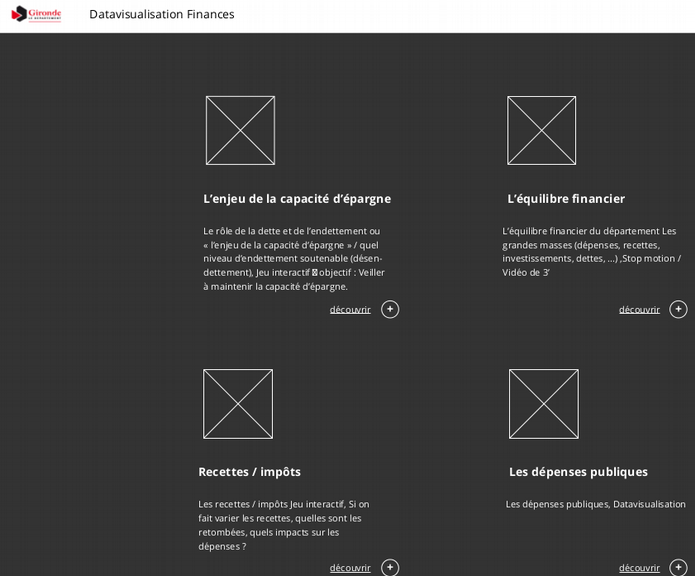 Gironde
LE DÉPARTEMENT
Datavisualisation Finances
L’enjeu de la capacité d’épargne
Le rôle de la dette et de l’endettement ou
« l’enjeu de la capacité d’épargne » / quel
niveau d’endettement soutenable (désen-
dettement), Jeu interactif objectif : Veiller
à maintenir la capacité d’épargne.
découvrir
L’équilibre financier
L’équilibre financier du département Les
grandes masses (dépenses, recettes,
investissements, dettes, ...) ,Stop motion /
Vidéo de 3’
découvrir
Recettes / impôts
Les recettes / impôts Jeu interactif, Si on
fait varier les recettes, quelles sont les
retombées, quels impacts sur les
dépenses ?
découvrir
Les dépenses publiques
Les dépenses publiques, Datavisualisation
découvrir